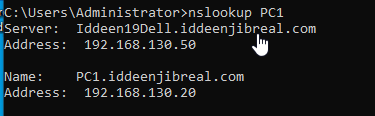 C:\Users\Administrator>nslookup PC1
Server:  Iddeen19Dell.iddeenjibreal.com
Address:  192.168.130.50

Name:    PC1.iddeenjibreal.com
Address:  192.168.130.20